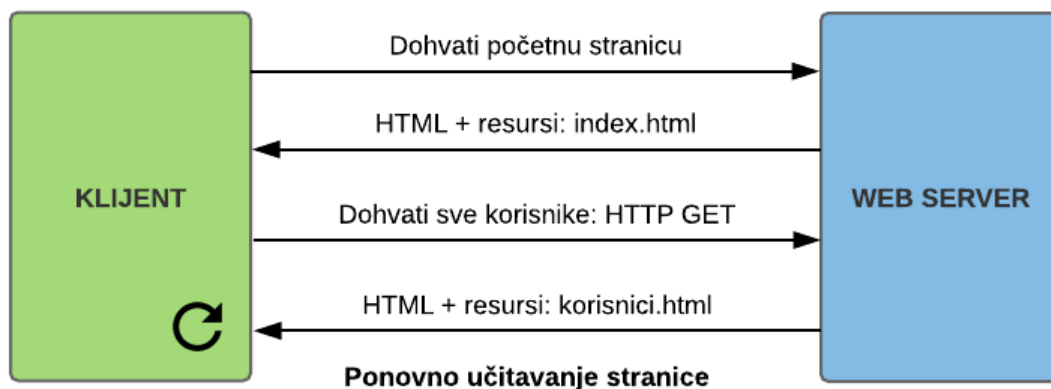 Dohvati početnu stranicu
HTML + resursi: index.html
KLIJENT
WEB SERVER
Dohvati sve korisnike: HTTP GET
HTML + resursi: korisnici.html
Ponovno učitavanje stranice